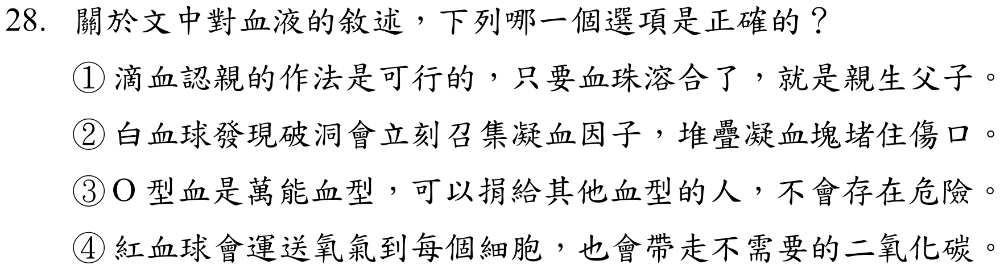 28. 關於文中對血液的敘述，下列哪一個選項是正確的？
①滴血認親的作法是可行的，只要血珠溶合了，就是親生父子。
②白血球發現破洞會立刻召集凝血因子，堆疊凝血塊堵住傷口。
③O 型血是萬能血型，可以捐給其他血型的人，不會存在危險。
④紅血球會運送氧氣到每個細胞，也會帶走不需要的二氧化碳。